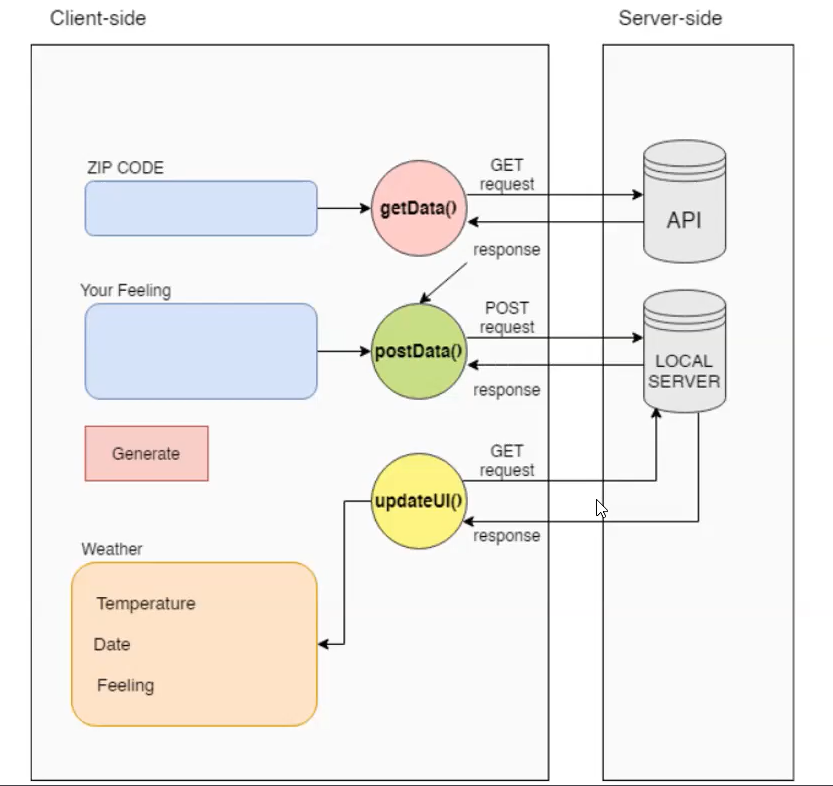 Client-side
Server-side
ZIP CODE
getData()
GET
request
response
API
Your Feeling
postData()
POST
request
response
LOCAL
SERVER
Generate
updateUI()
GET
request
response
Weather
Temperature
Date
Feeling